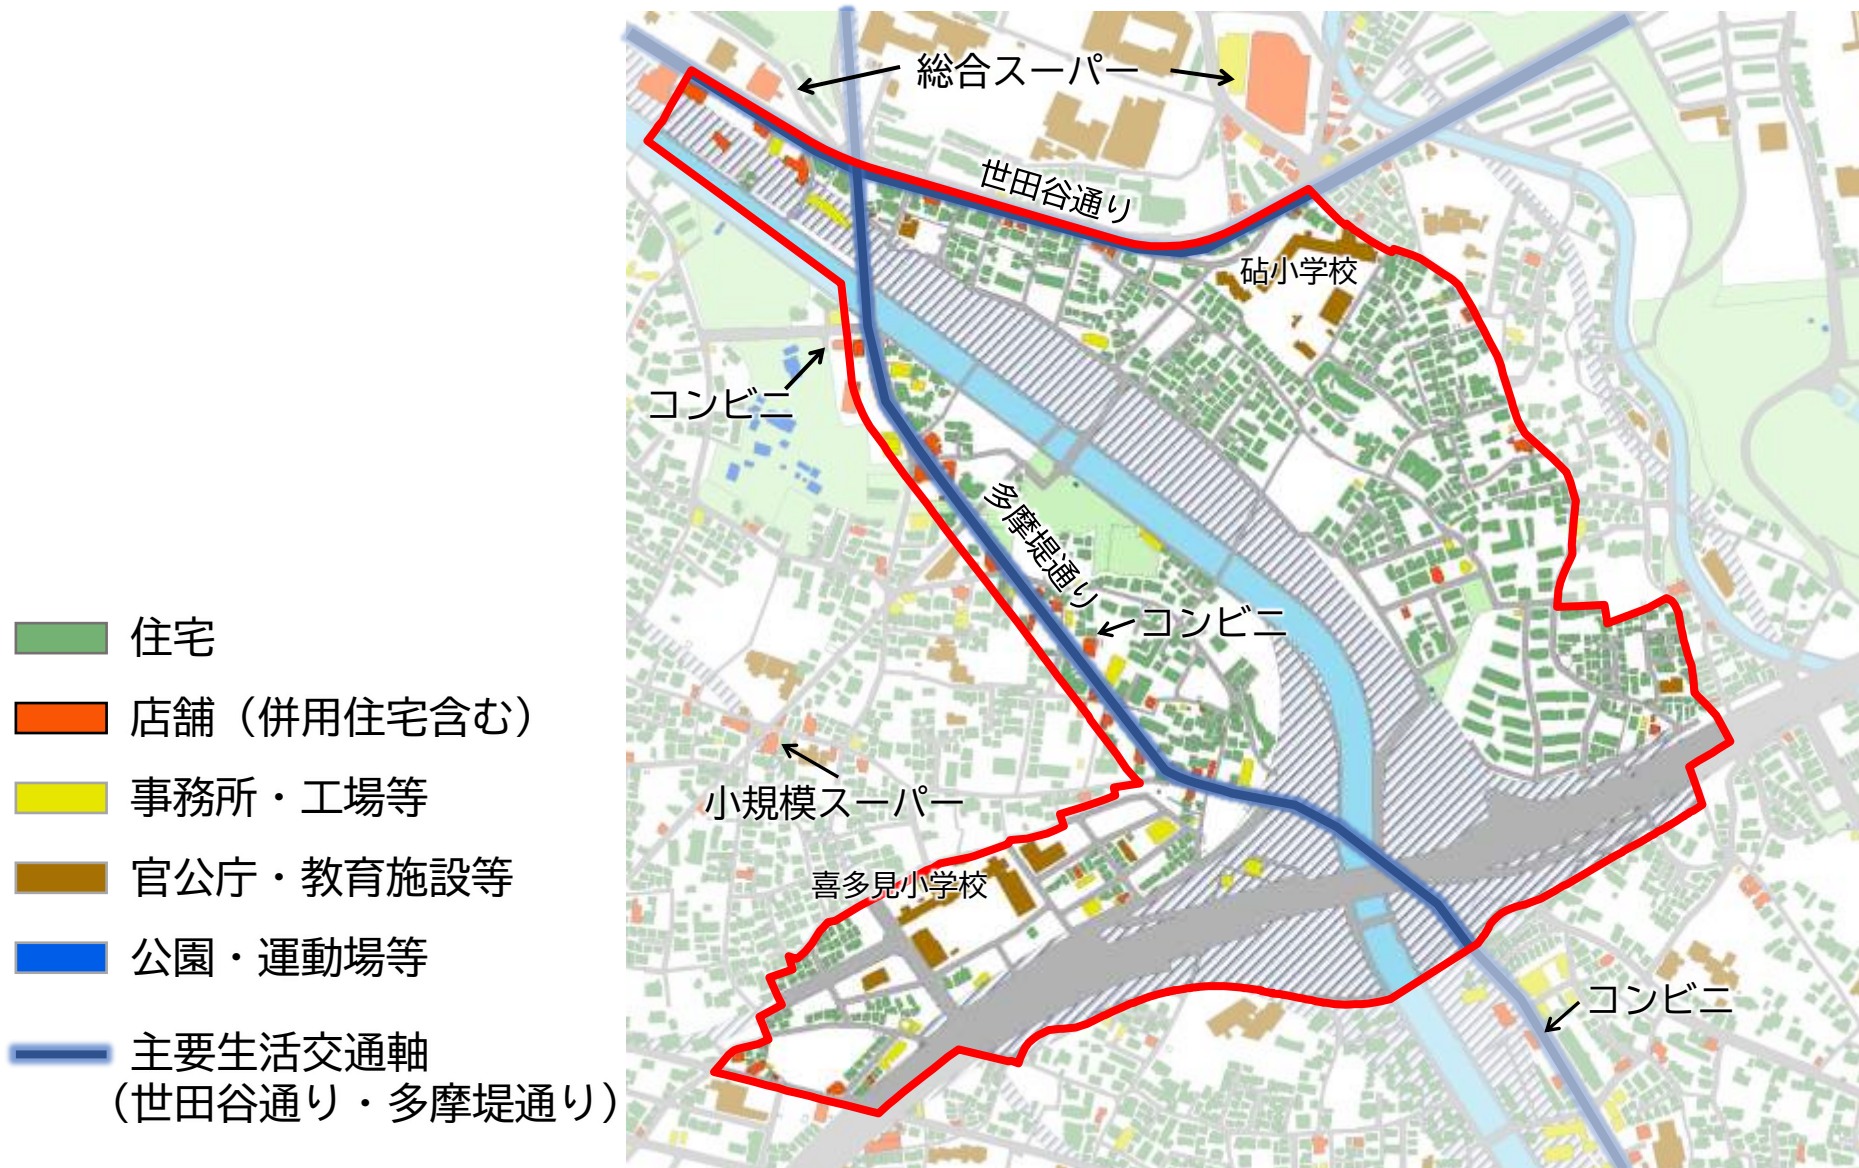 総合スーパー
世田谷通り
砧小学校
コンビニ
多摩堤通り
コンビニ
小規模スーパー
喜多見小学校
コンビニ
住宅
店舗（併用住宅含む）
事務所・工場等
官公庁・教育施設等
公園・運動場等
主要生活交通軸
（世田谷通り・多摩堤通り）